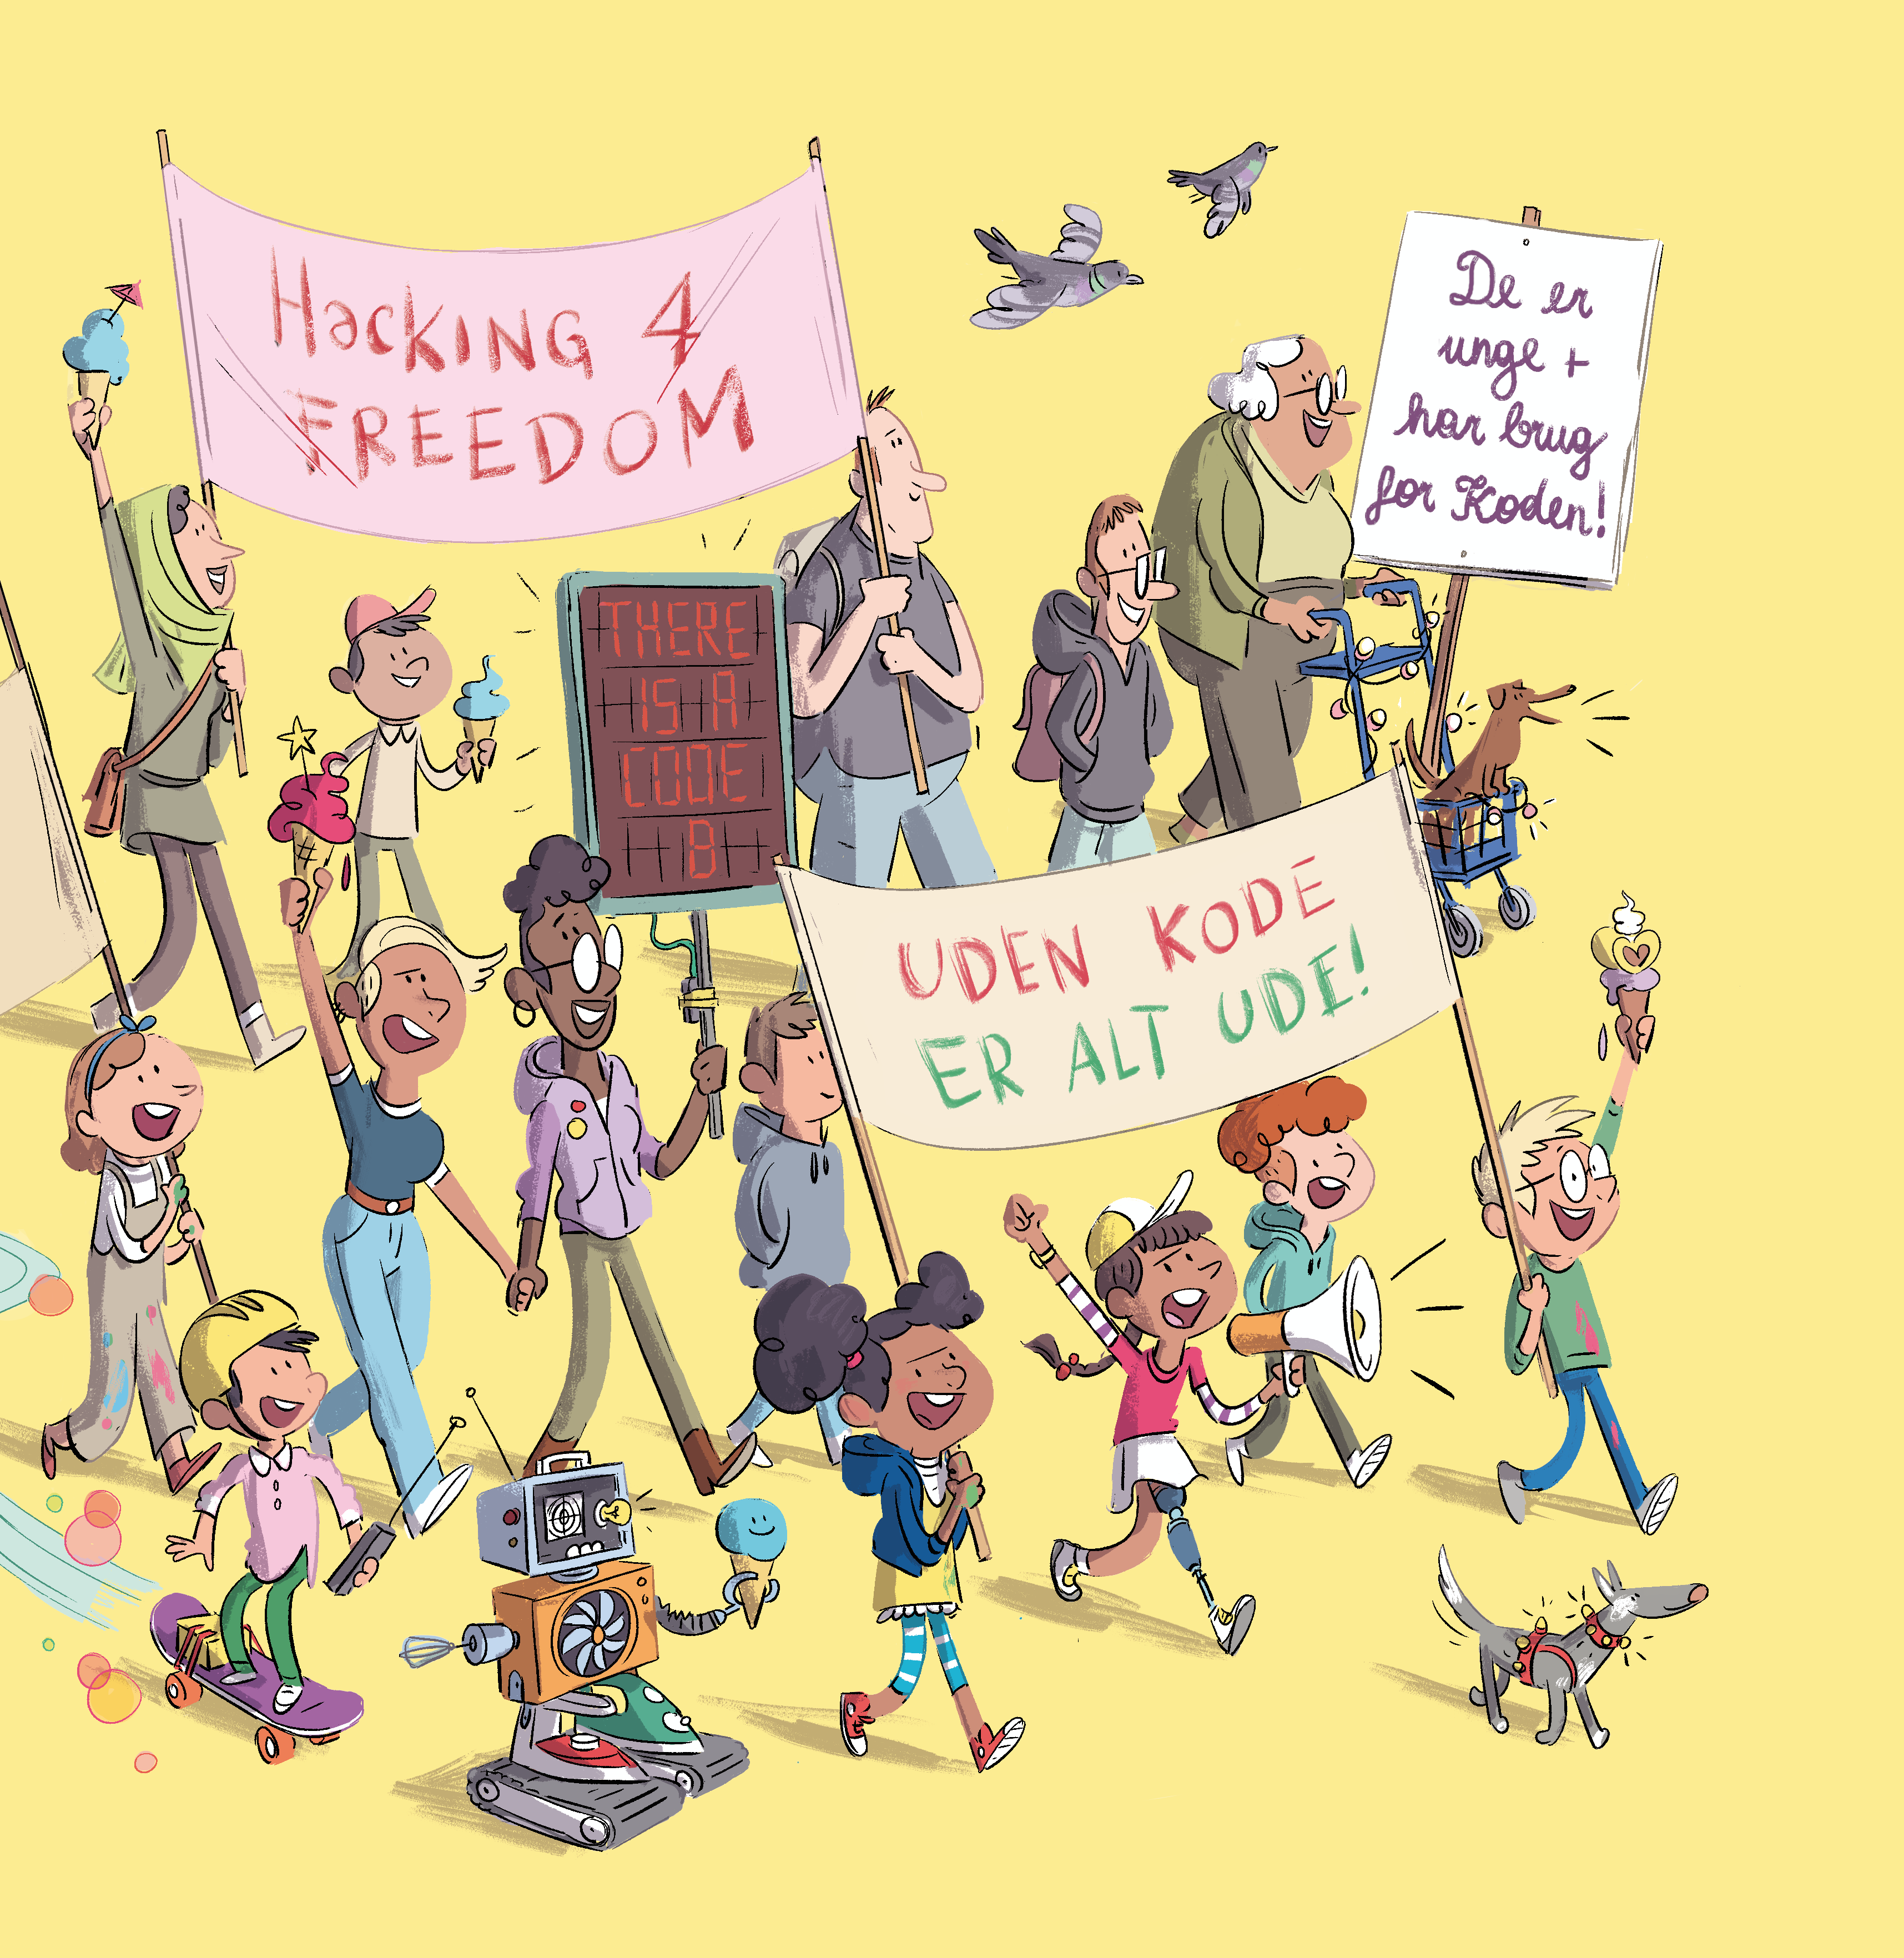 HacKING 4
FREEDOM
De er
unge +
har brug
for Koden!
THERE
IS A
CODE
B
UDEN KODE
ER ALT UDE!